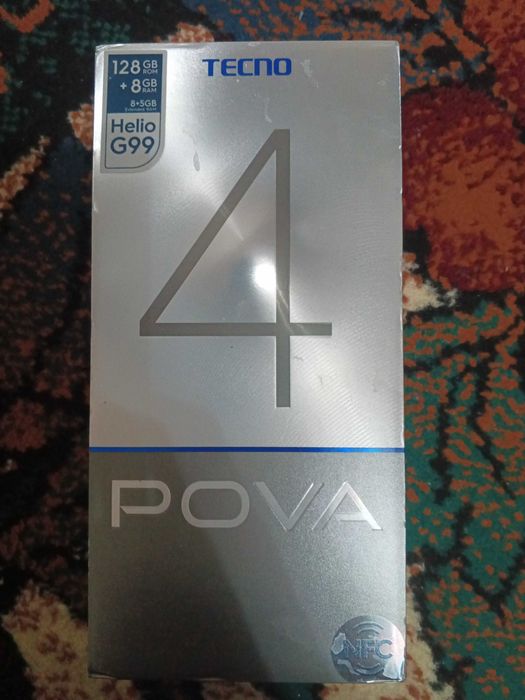 128 GB ROM
+ 8 GB RAM
8+5GB
Extended RAM
Helio
G99
TECNO
4
POVA
NFC